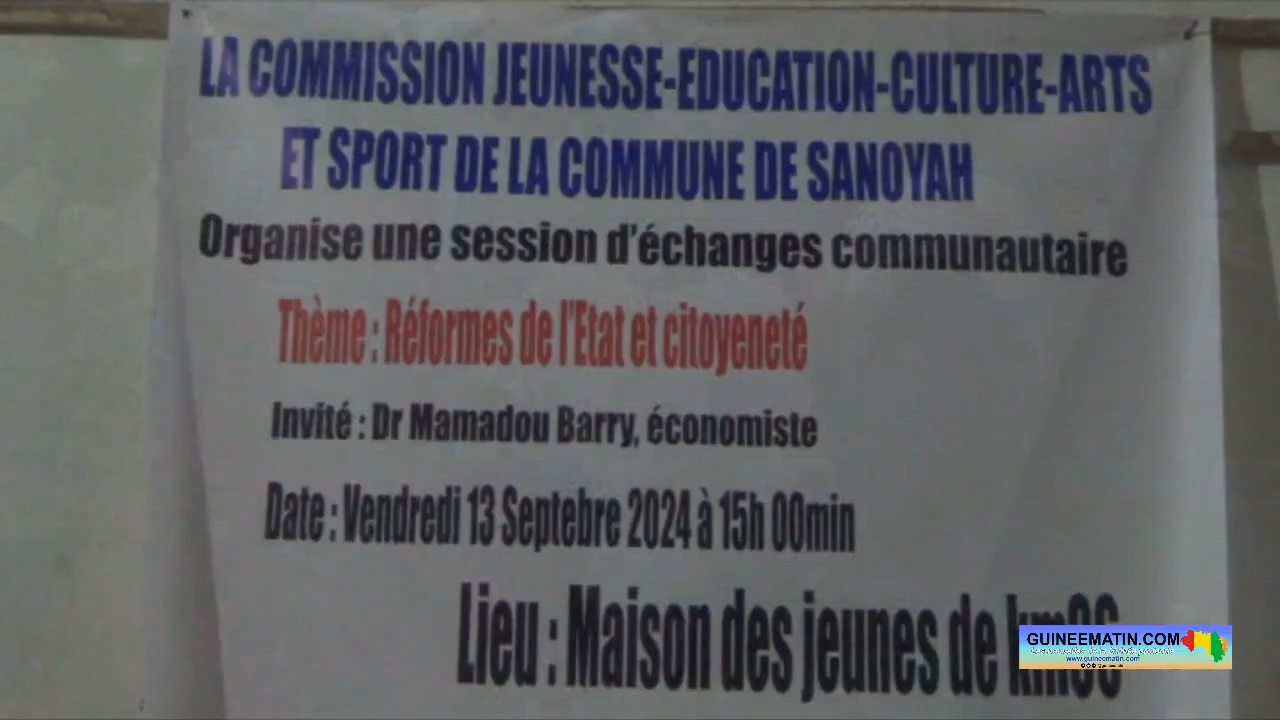 LA COMMISSION JEUNESSE-EDUCATION-CULTURE-ARTS
ET SPORT DE LA COMMUNE DE SANOYAH
Organise une session d'échanges communautaire
Thème : Réformes de l'Etat et citoyeneté
Invité : Dr Mamadou Barry, économiste
Date : Vendredi 13 Septebre 2024 à 15h 00min
Lieu : Maison des jeunes de
GUINEEMATIN.COM
www.guineematin.com